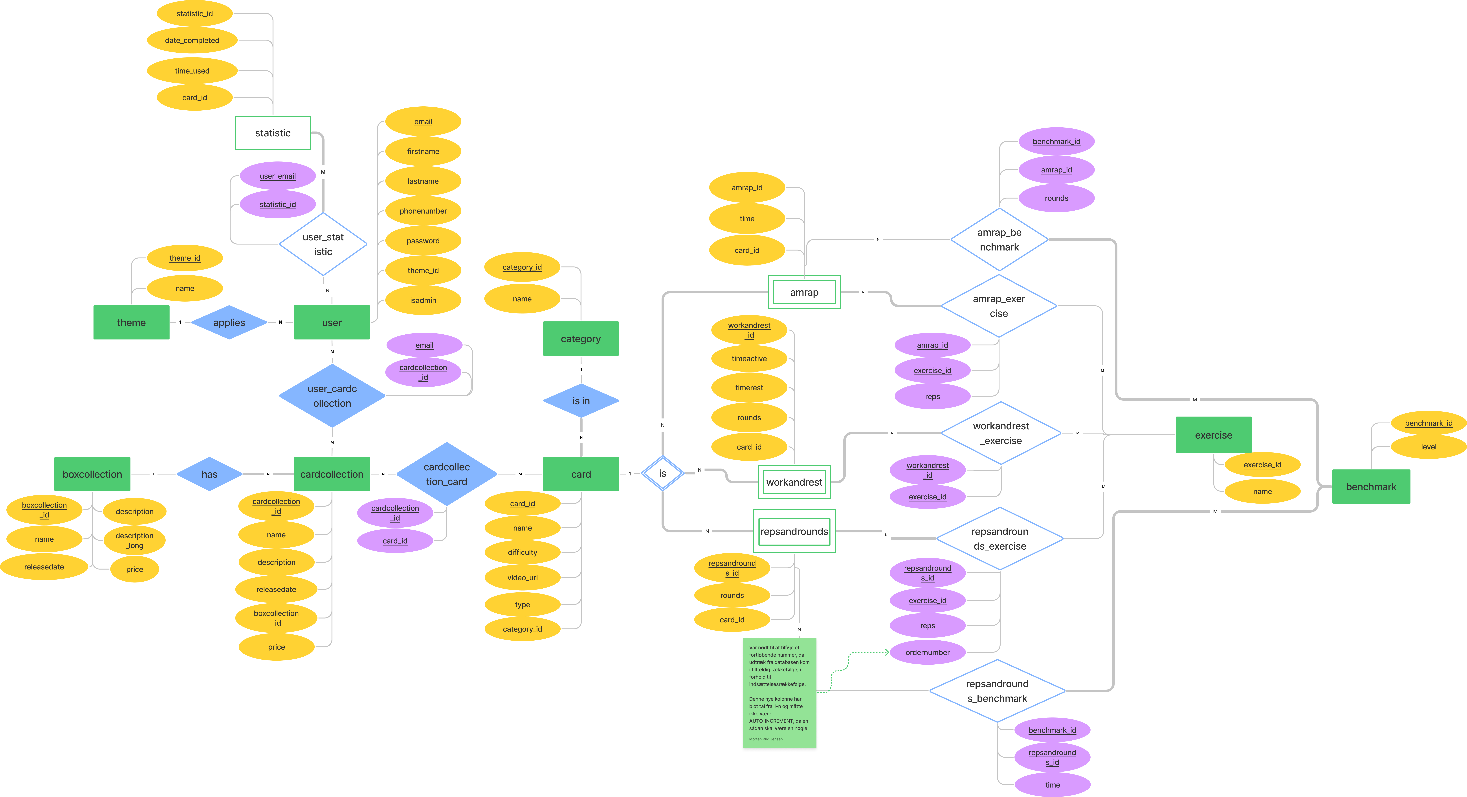 statistic_id
date_completed
time_used
card_id
statistic
M
user_email
statistic_id
user_stat
istic
N
email
firstname
lastname
phonenumber
password
theme_id
isadmin
theme_id
name
theme
1
applies
N
user
M
email
cardcollection
_id
user_cardc
ollection
M
category_id
name
category
1
is in
boxcollection
has
cardcollection
cardcollec
tion_card
card
is
boxcollection
_id
name
releasedate
description
description
_long
price
cardcollection
_id
name
description
releasedate
boxcollection
_id
price
cardcollection
_id
card_id
card_id
name
difficulty
video_url
type
category_id
N
N
N
amrap_id
time
card_id
amrap
workandrest
_id
timeactive
timerest
rounds
card_id
workandrest
repsandrounds
repsandround
s_id
rounds
card_id
benchmark_id
amrap_id
rounds
amrap_be
nchmark
amrap_exer
cise
amrap_id
exercise_id
reps
workandrest
_exercise
workandrest
_id
exercise_id
repsandroun
ds_exercise
repsandround
s_id
exercise_id
reps
ordernumber
repsandround
s_benchmark
benchmark_id
repsandround
s_id
time
M
M
exercise
exercise_id
name
benchmark_id
level
benchmark
AUTO_INCREMENT,